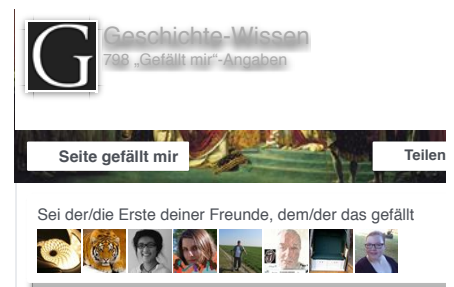 G
Geschichte-Wissen
798 „Gefällt mir“-Angaben
Seite gefällt mir
Teilen
Sei der/die Erste deiner Freunde, dem/der das gefällt